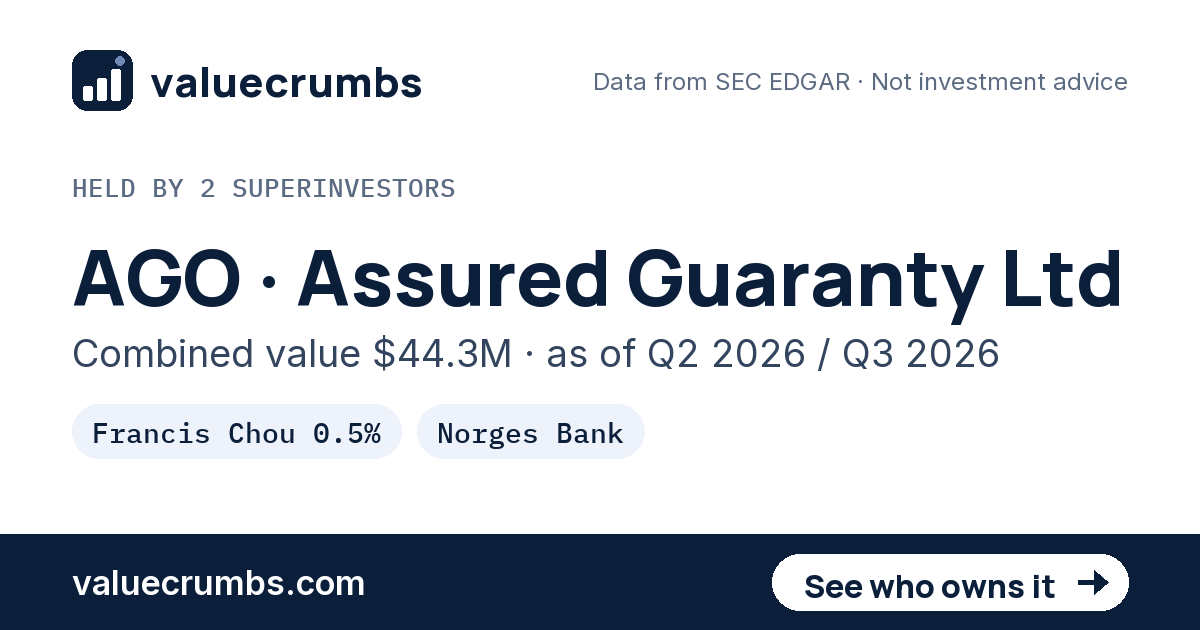 valuecrumbs
Data from SEC EDGAR · Not investment advice
HELD BY 2 SUPERINVESTORS
AGO · Assured Guaranty Ltd
Combined value $44.3M · as of Q2 2026 / Q3 2026
Francis Chou 0.5%
Norges Bank
valuecrumbs.com
See who owns it →